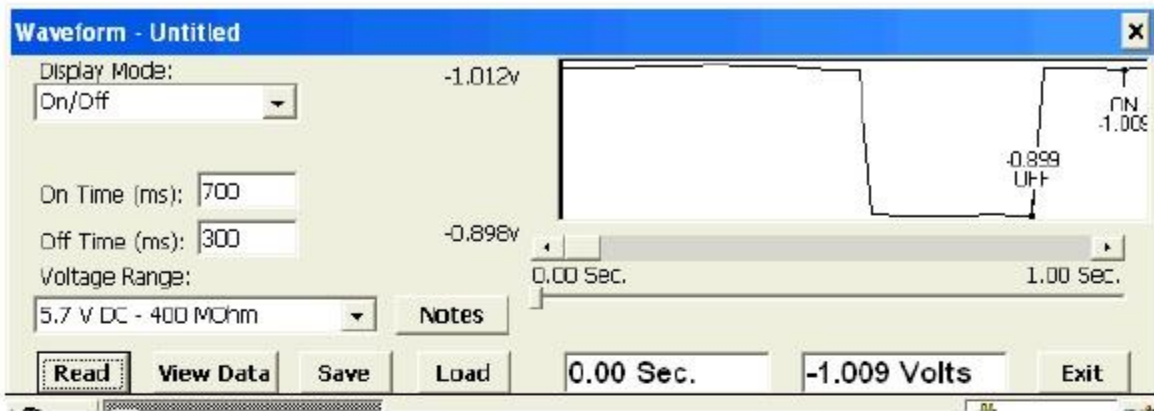 Waveform - Untitled
Display Mode:
On/Off
-1.012v
ON
-1.009
-0.899
OFF
On Time (ms): 700
Off Time (ms): 300
-0.898v
0.00 Sec. 1.00 Sec.
Voltage Range:
5.7 V DC - 400 MOhm
Notes
Read View Data Save Load 0.00 Sec. -1.009 Volts Exit